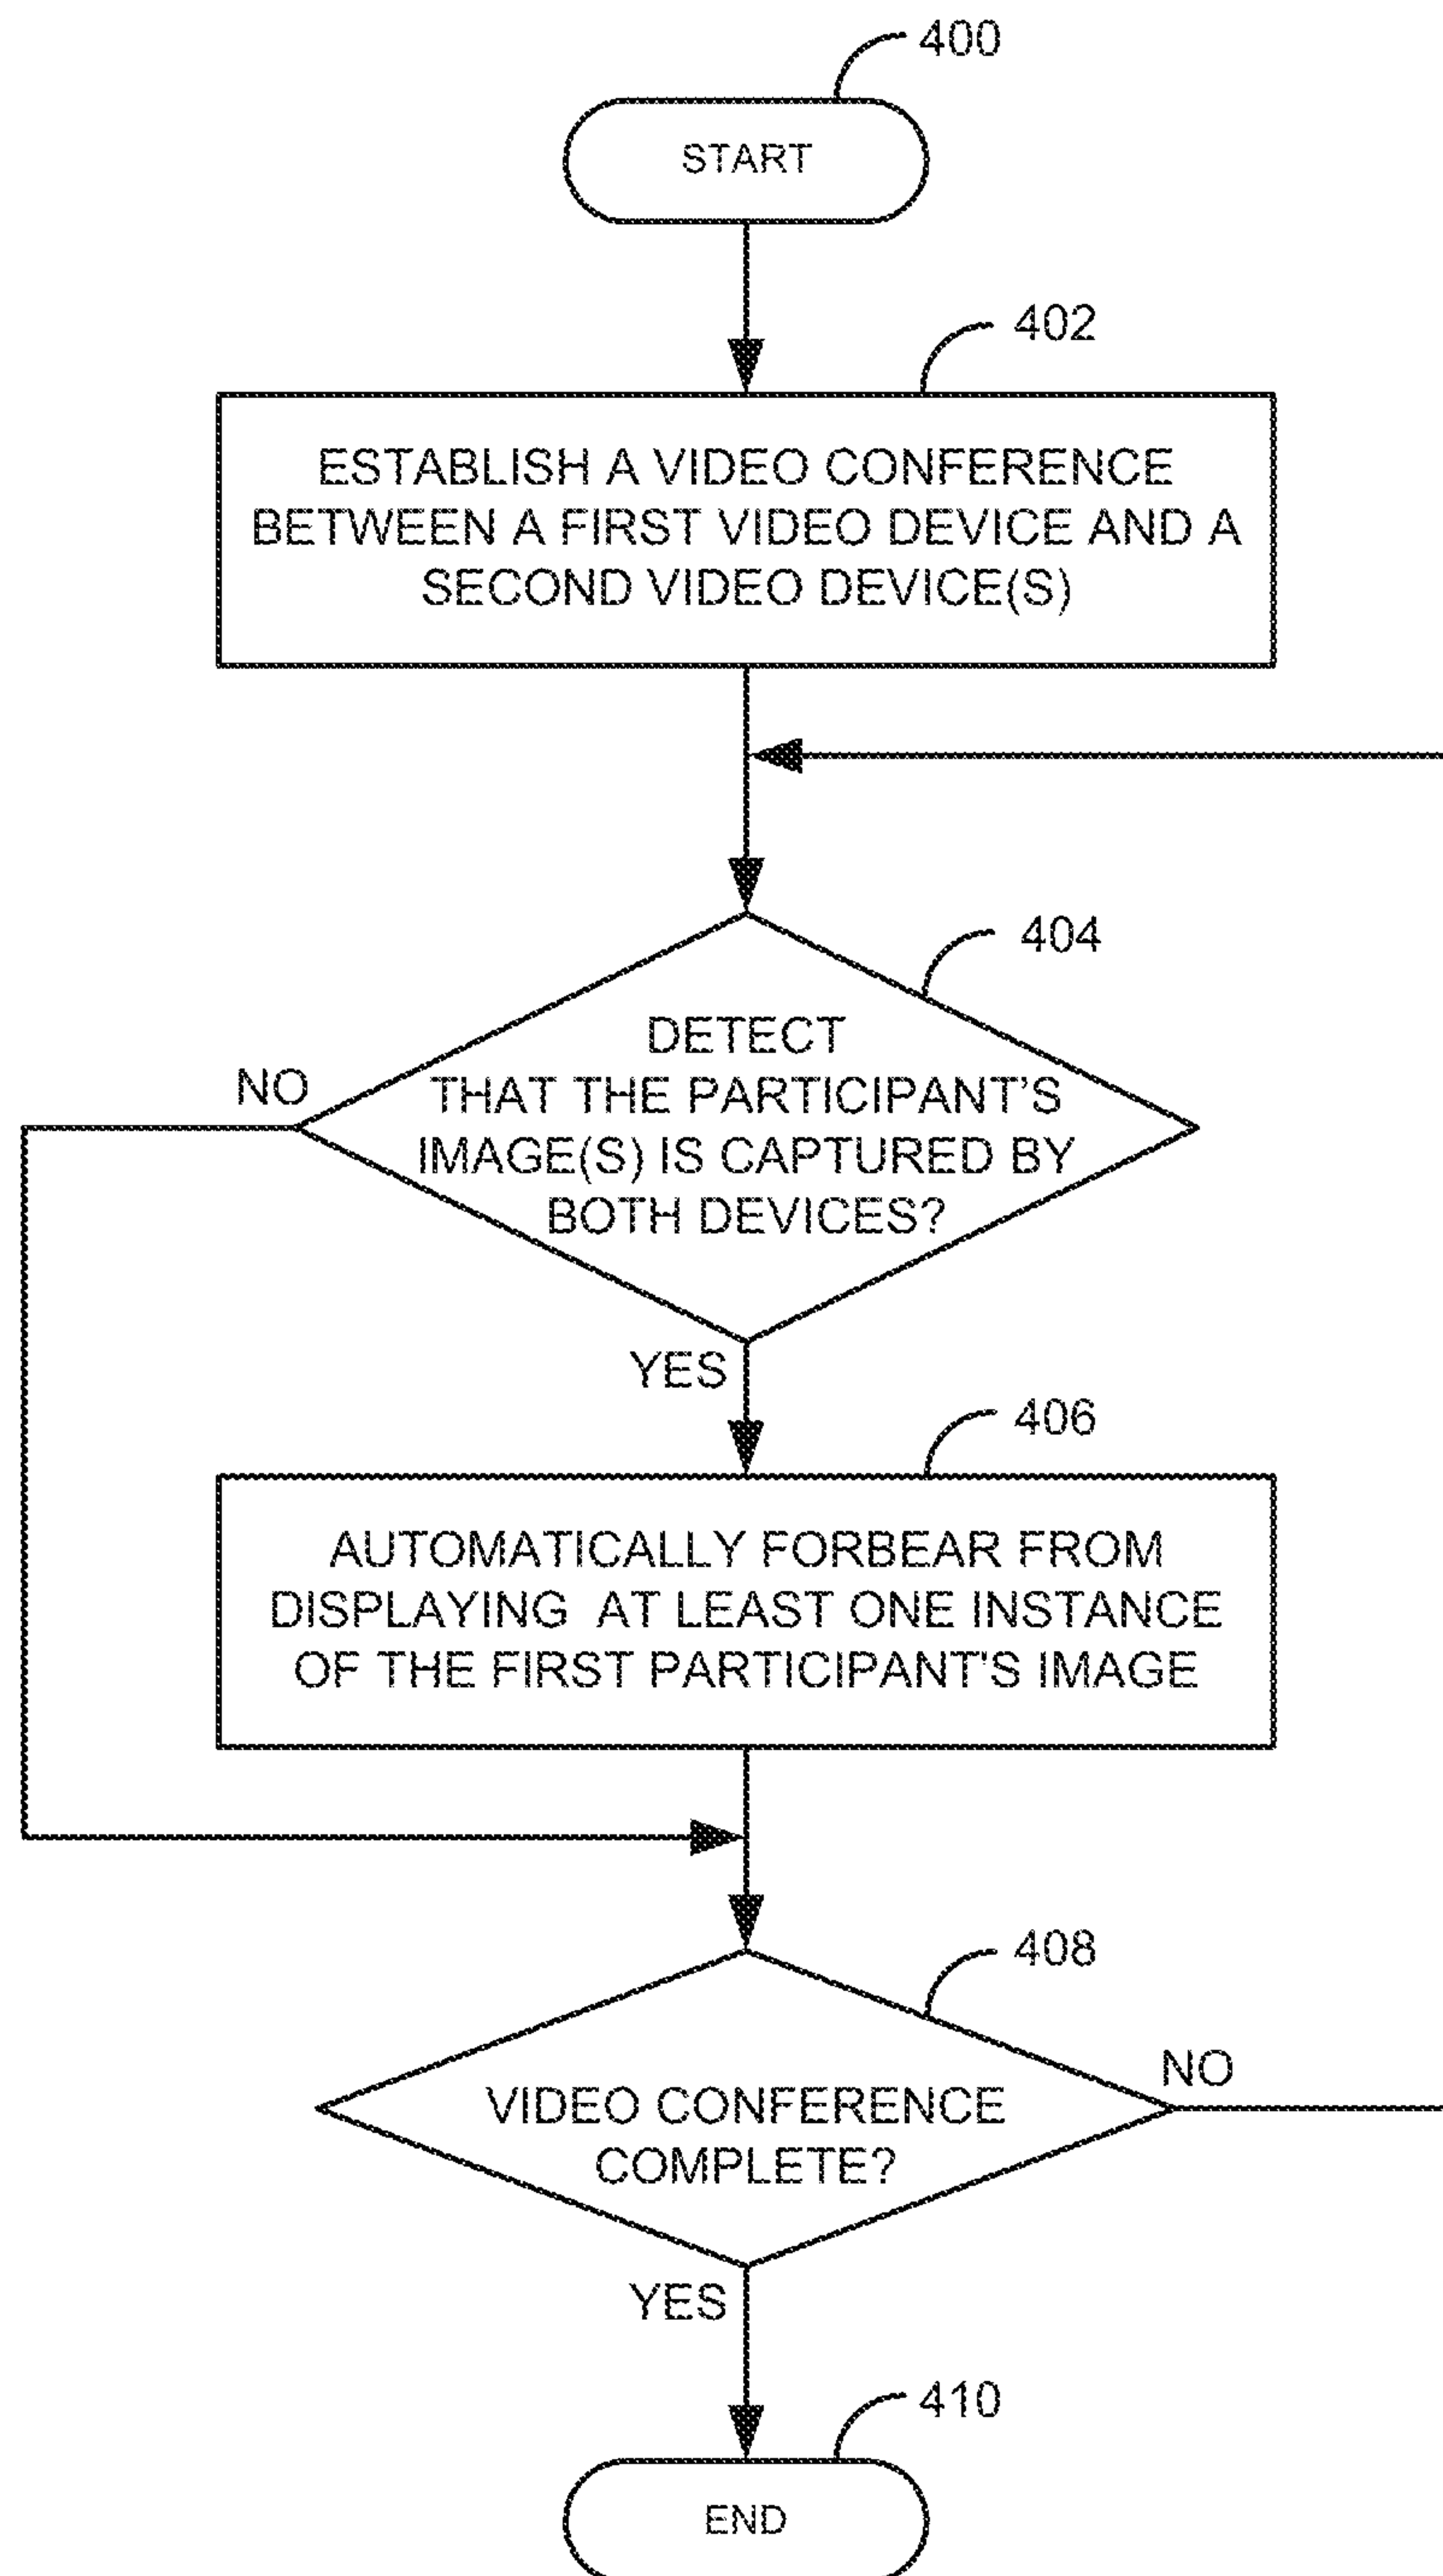 400
START
402
ESTABLISH A VIDEO CONFERENCE
BETWEEN A FIRST VIDEO DEVICE AND A
SECOND VIDEO DEVICE(S)
404
DETECT
THAT THE PARTICIPANT'S
IMAGE(S) IS CAPTURED BY
BOTH DEVICES?
NO
YES
406
AUTOMATICALLY FORBEAR FROM
DISPLAYING AT LEAST ONE INSTANCE
OF THE FIRST PARTICIPANT'S IMAGE
408
VIDEO CONFERENCE
COMPLETE?
NO
YES
410
END